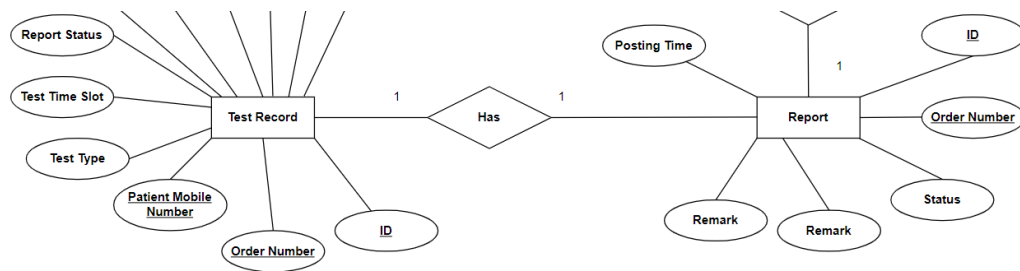 Report Status
Posting Time
ID
1
Test Time Slot
1
1
Test Record
Has
Report
Order Number
Test Type
Patient Mobile
Number
Status
Remark
Remark
ID
Order Number